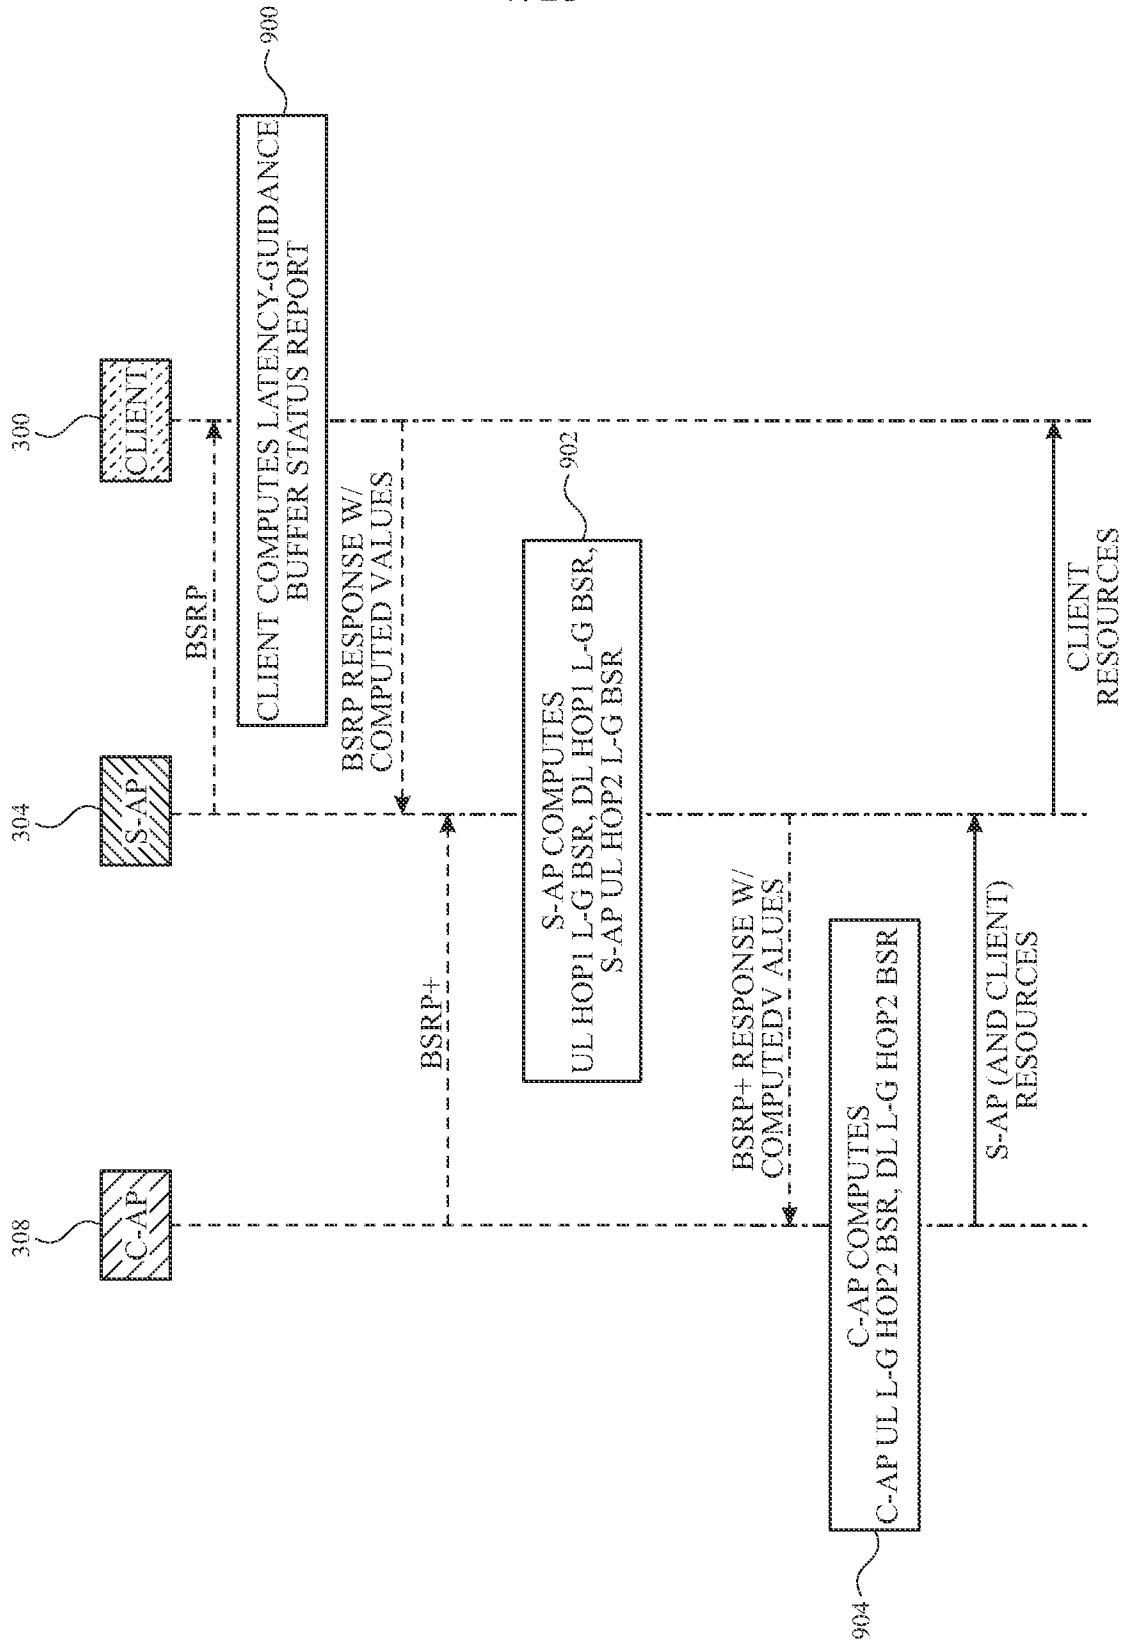 308
C-AP
304
S-AP
300
CLIENT
BSRP
900
CLIENT COMPUTES LATENCY-GUIDANCE
BUFFER STATUS REPORT
BSRP RESPONSE W/
COMPUTED VALUES
BSRP+
902
S-AP COMPUTES
UL HOP1 L-G BSR, DL HOP1 L-G BSR,
S-AP UL HOP2 L-G BSR
BSRP+ RESPONSE W/
COMPUTEDV ALUES
904
C-AP COMPUTES
C-AP UL L-G HOP2 BSR, DL L-G HOP2 BSR
S-AP (AND CLIENT)
RESOURCES
CLIENT
RESOURCES